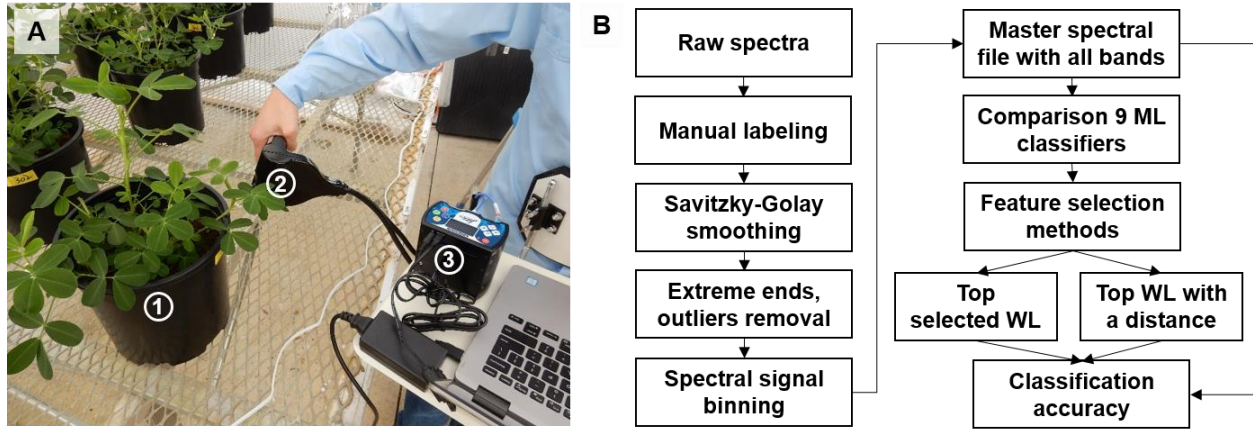 A
302
1
2
3
B
Raw spectra
Manual labeling
Savitzky-Golay
smoothing
Extreme ends,
outliers removal
Spectral signal
binning
Master spectral
file with all bands
Comparison 9 ML
classifiers
Feature selection
methods
Top
selected WL
Top WL with
a distance
Classification
accuracy